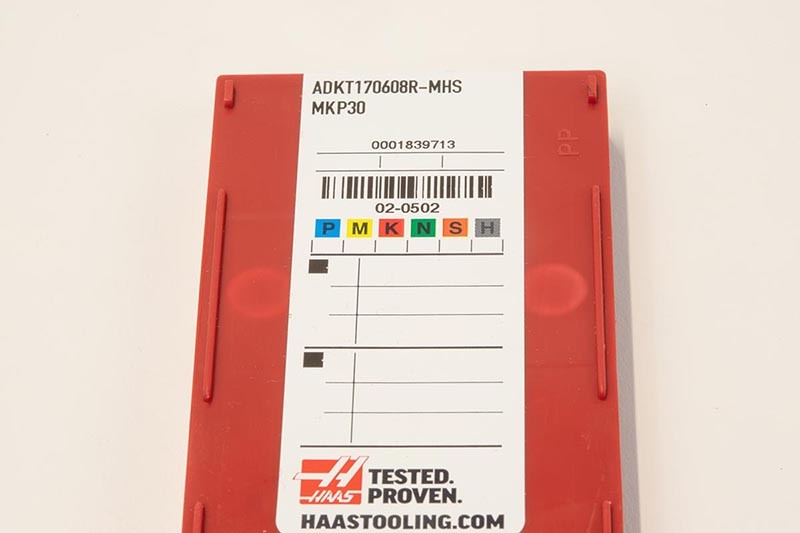 ADKT170608R-MHS
MKP30
PP
0001839713
02-0502
P M K N S H
HAAS
TESTED.
PROVEN.
HAASTOOLING.COM